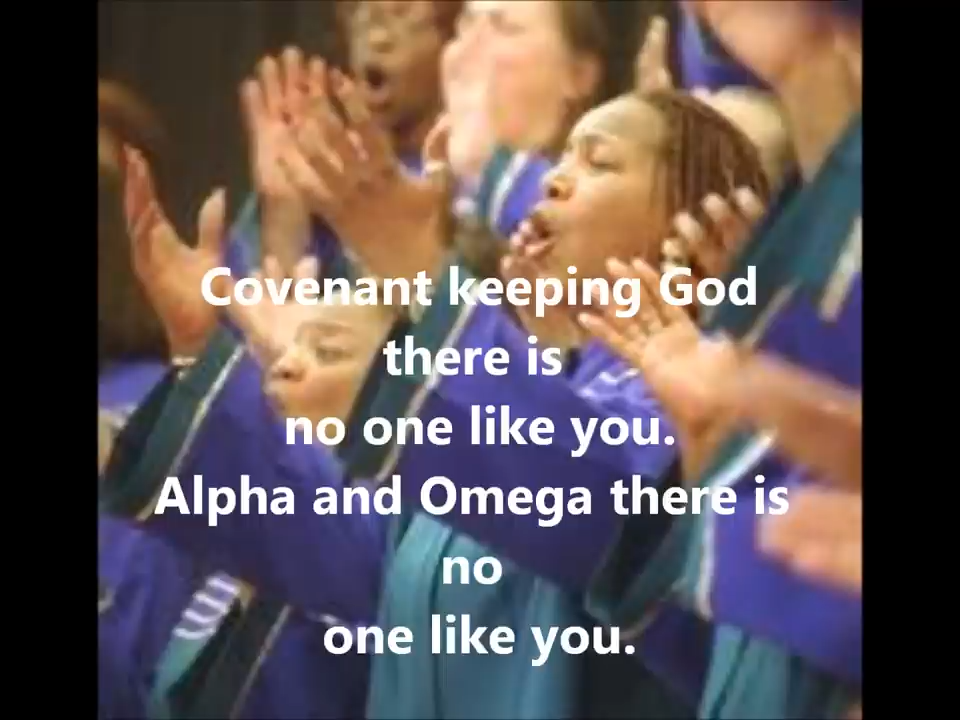 Covenant keeping God
there is
no one like you.
Alpha and Omega there is
no
one like you.